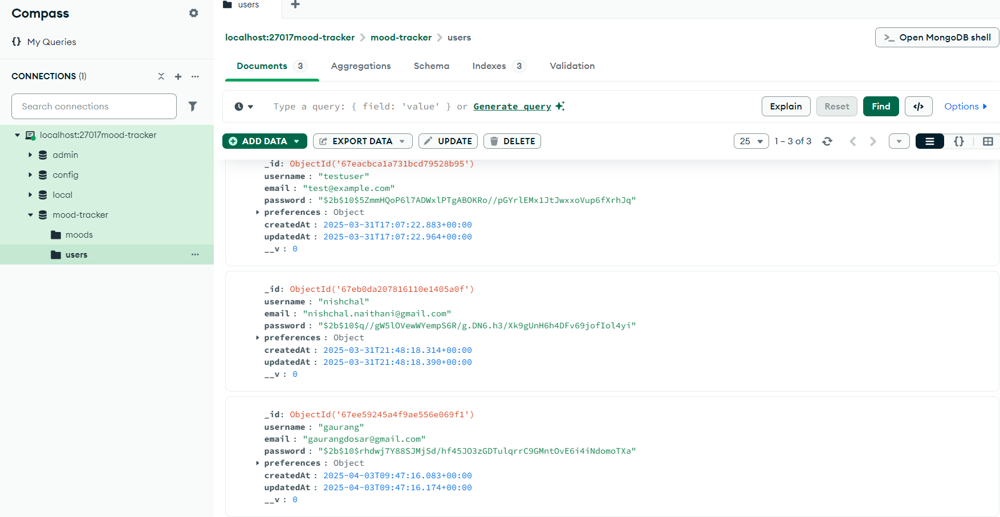 Compass
My Queries
CONNECTIONS (1)
Search connections
localhost:27017mood-tracker
admin
config
local
mood-tracker
moods
users
users
localhost:27017mood-tracker > mood-tracker > users
>_ Open MongoDB shell
Documents 3 Aggregations Schema Indexes 3 Validation
Type a query: { field: 'value' } or Generate query
Explain Reset Find </> Options
ADD DATA EXPORT DATA UPDATE DELETE
25 1 – 3 of 3 {}
_id: ObjectId('67eacbca1a731bcd79528b95')
username : "testuser"
email : "test@example.com"
password : "$2b$10$5ZmmHQoP6l7ADWxlPTgABOKRo//pGYrlEMx1JtJwxxoVup6fXrhJq"
preferences : Object
createdAt : 2025-03-31T17:07:22.883+00:00
updatedAt : 2025-03-31T17:07:22.964+00:00
__v : 0
_id: ObjectId('67eb0da207816110e1405a0f')
username : "nishchal"
email : "nishchal.naithani@gmail.com"
password : "$2b$10$q//gW5lOVewWYempS6R/g.DN6.h3/Xk9gUnH6h4DFv69jofIol4yi"
preferences : Object
createdAt : 2025-03-31T21:48:18.314+00:00
updatedAt : 2025-03-31T21:48:18.390+00:00
__v : 0
_id: ObjectId('67ee59245a4f9ae556e069f1')
username : "gaurang"
email : "gaurangdosar@gmail.com"
password : "$2b$10$rhdwj7Y88SJMjSd/hf45JO3zGDTulqrrC9GMntOvE6i4iNdomoTXa"
preferences : Object
createdAt : 2025-04-03T09:47:16.083+00:00
updatedAt : 2025-04-03T09:47:16.174+00:00
__v : 0